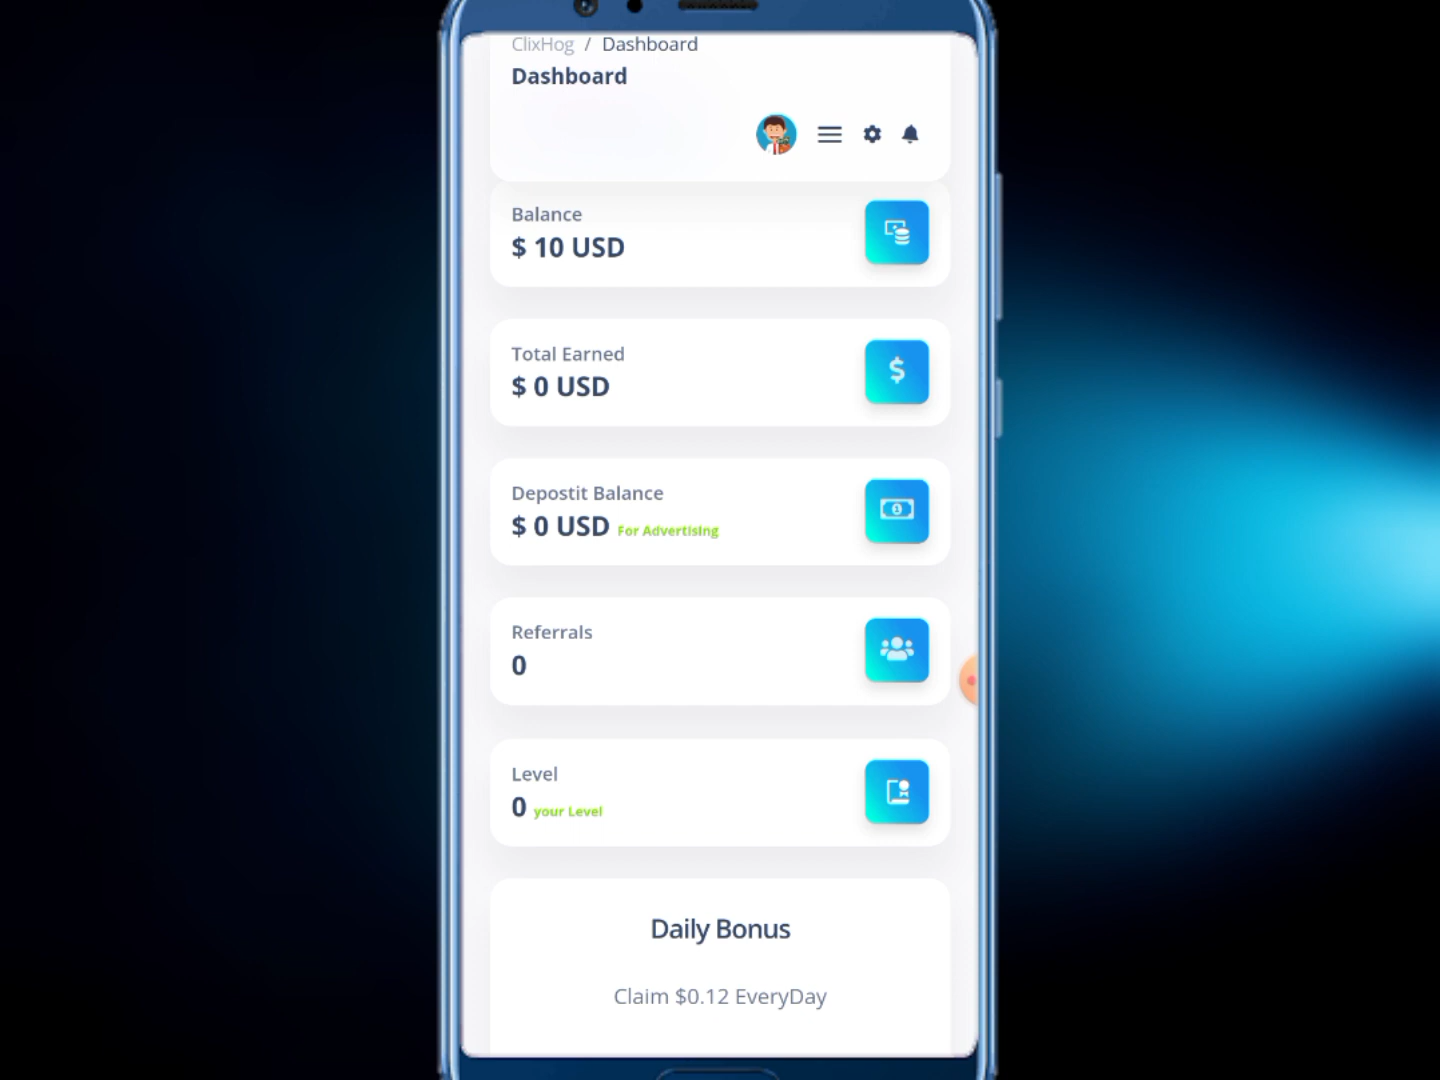 ClixHog / Dashboard
Dashboard
Balance
$ 10 USD
Total Earned
$ 0 USD
Depostit Balance
$ 0 USD For Advertising
Referrals
0
Level
0 your Level
Daily Bonus
Claim $0.12 EveryDay